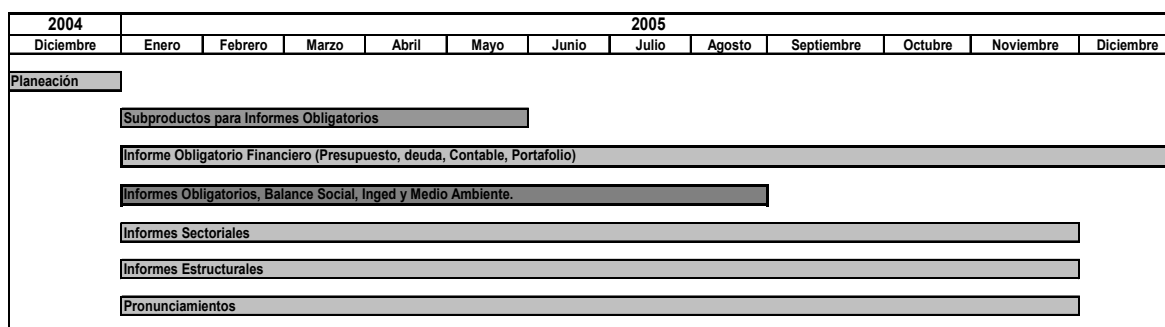 2004 2005
Diciembre Enero Febrero Marzo Abril Mayo Junio Julio Agosto Septiembre Octubre Noviembre Diciembre
Planeación
Subproductos para Informes Obligatorios
Informe Obligatorio Financiero (Presupuesto, deuda, Contable, Portafolio)
Informes Obligatorios, Balance Social, Inged y Medio Ambiente.
Informes Sectoriales
Informes Estructurales
Pronunciamientos